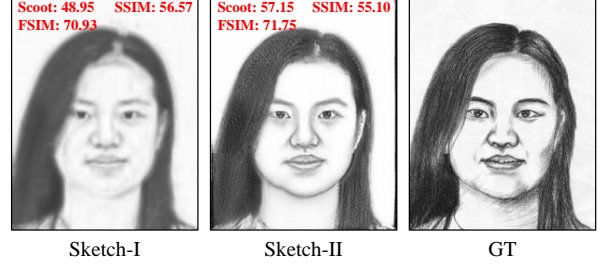 Scoot: 48.95 SSIM: 56.57
FSIM: 70.93
Scoot: 57.15 SSIM: 55.10
FSIM: 71.75
Sketch-I
Sketch-II
GT